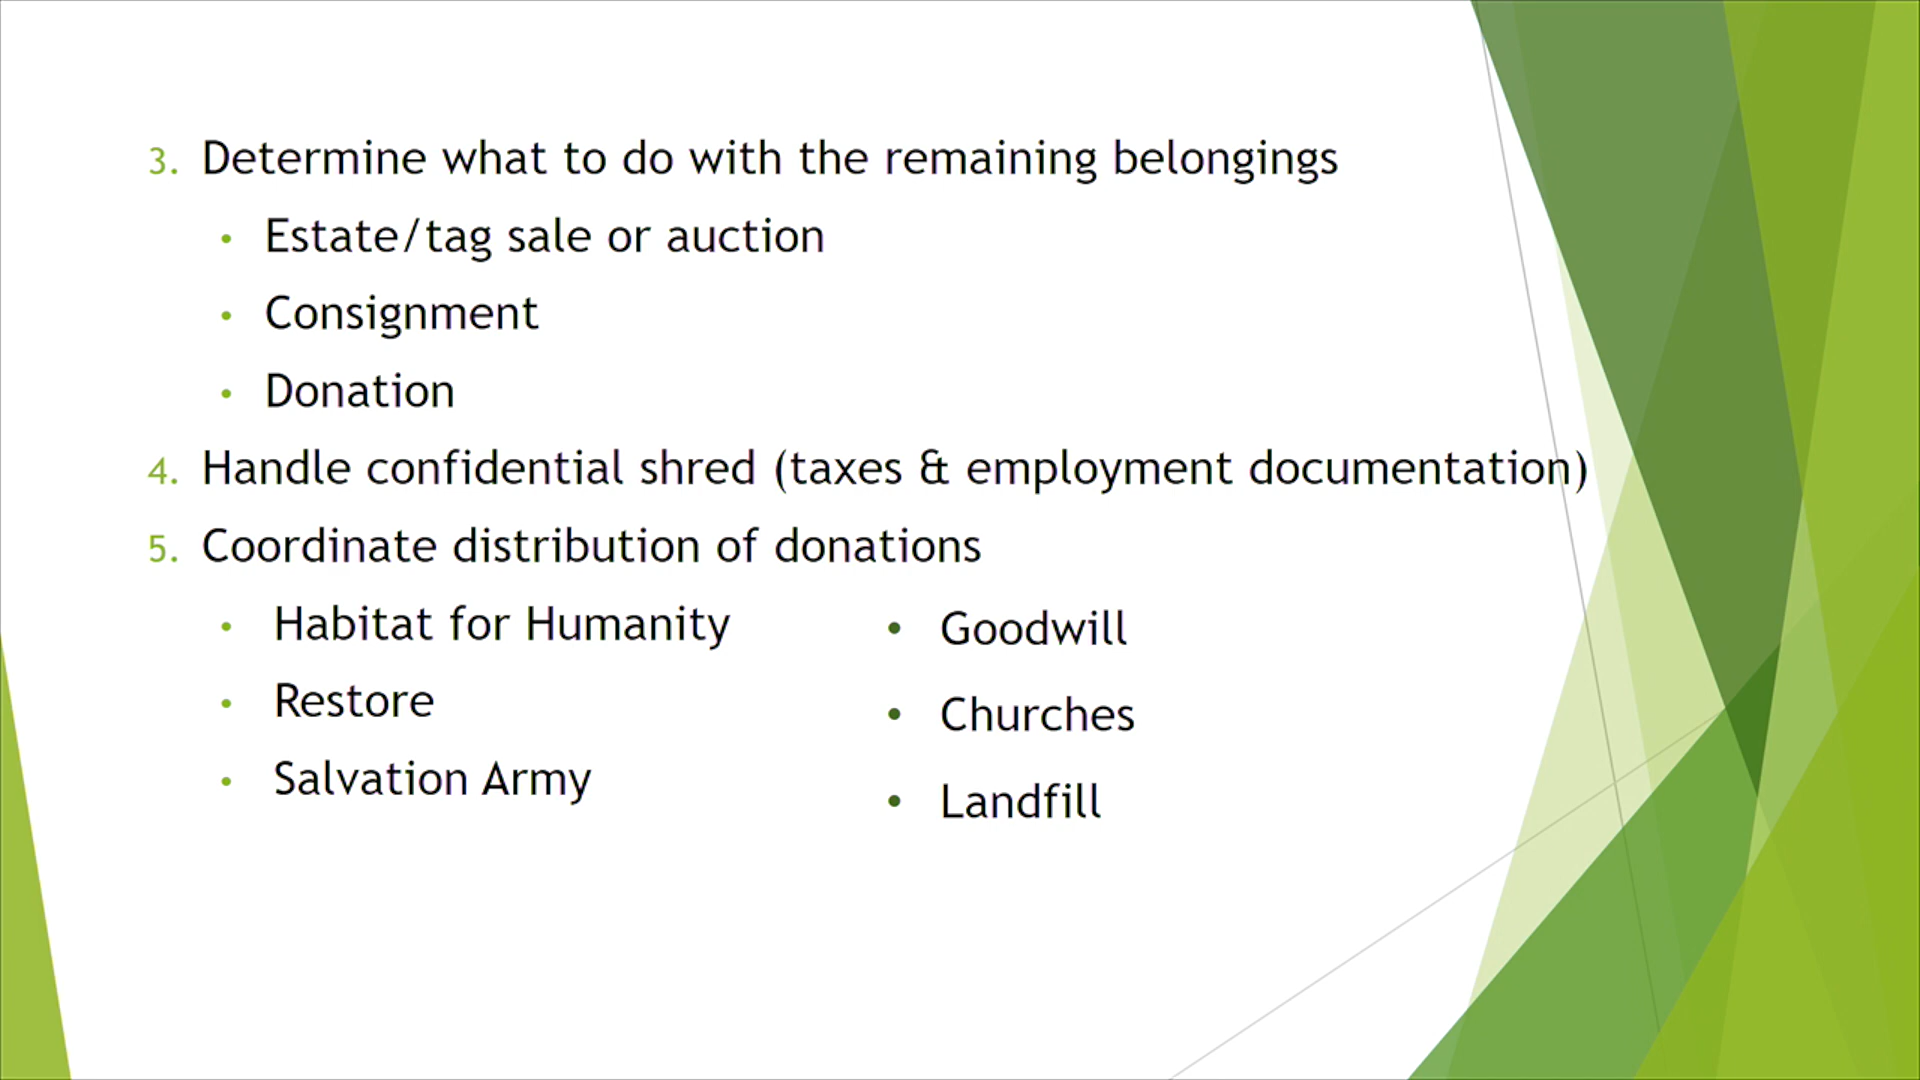 3. Determine what to do with the remaining belongings
• Estate/tag sale or auction
• Consignment
• Donation
4. Handle confidential shred (taxes & employment documentation)
5. Coordinate distribution of donations
• Habitat for Humanity
• Restore
• Salvation Army
• Goodwill
• Churches
• Landfill